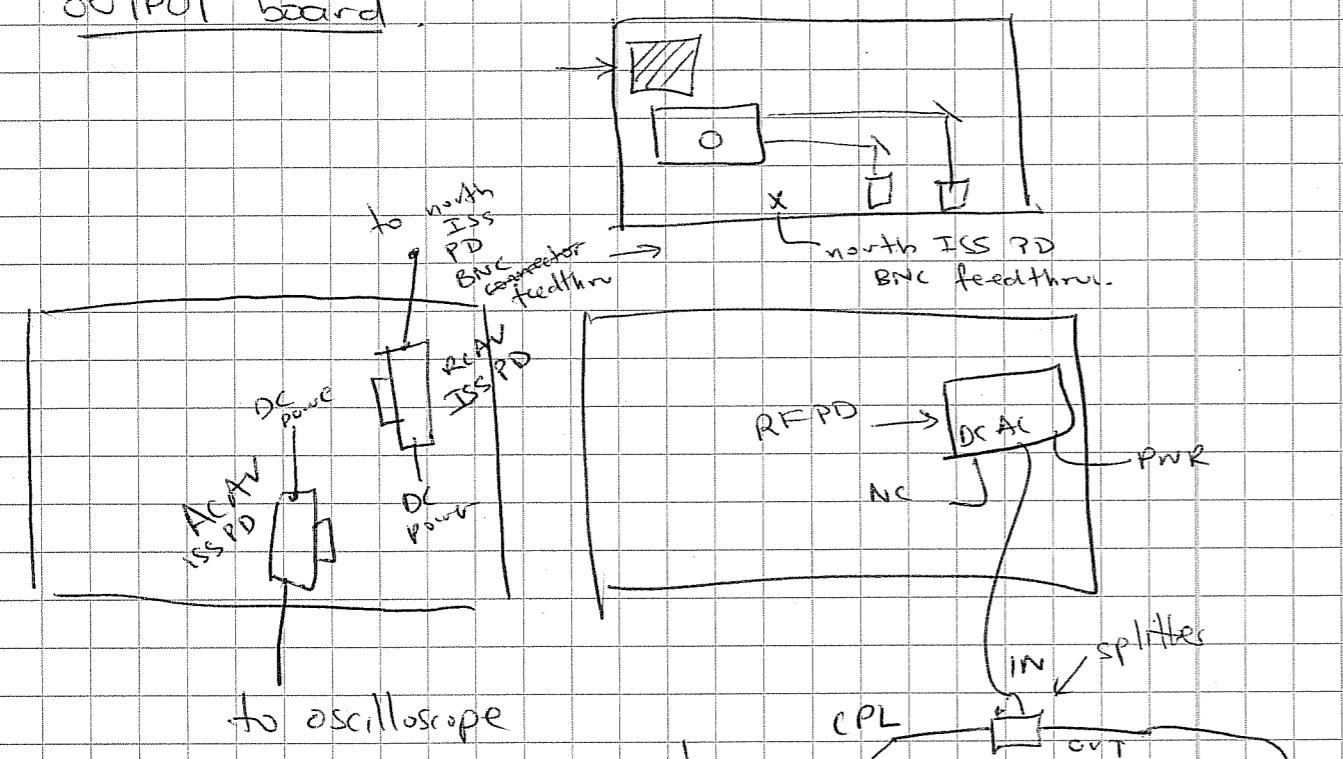 OUTPUT board.
to north
ISS
PD
BNC
connector
feedthru
north ISS PD
BNC feedthru.
RCAV
ISS PD
DC
power
DC
power
ACAV
ISS PD
to oscilloscope
RFPD
DC AC
NC
PWR
IN
splitter
CPL
OUT